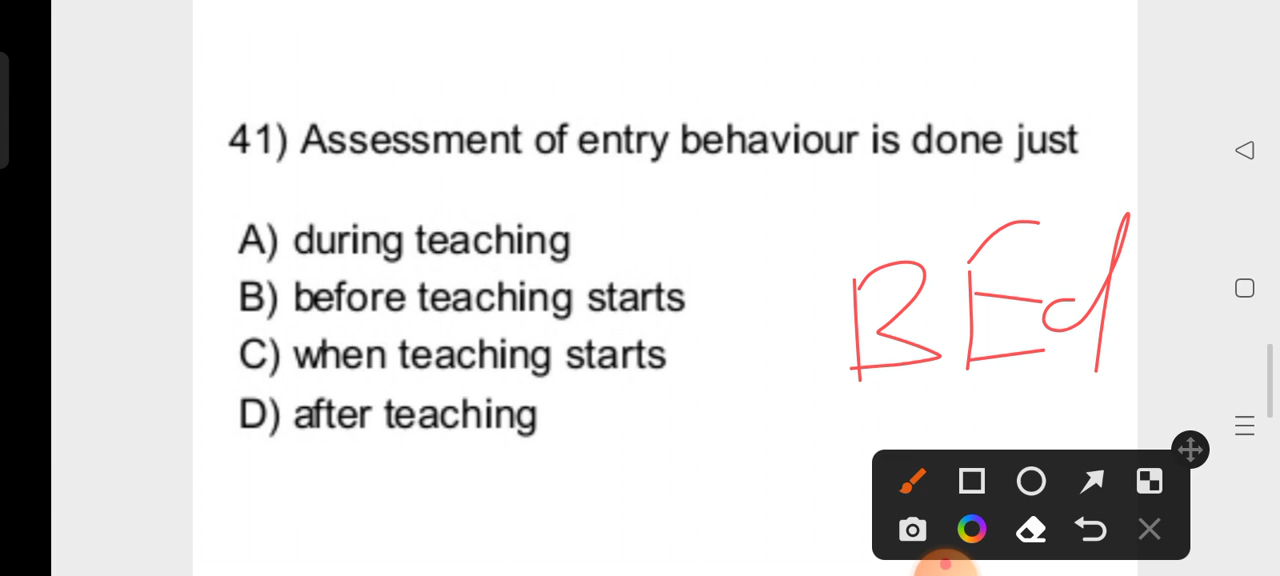 41) Assessment of entry behaviour is done just
A) during teaching
B) before teaching starts
C) when teaching starts
D) after teaching
BEd